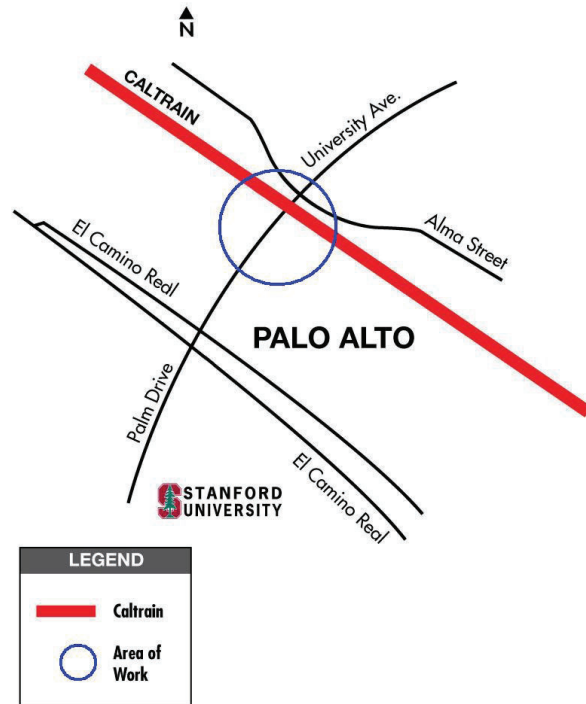 N
CALTRAIN
University Ave.
Alma Street
El Camino Real
PALO ALTO
Palm Drive
El Camino Real
STANFORD
UNIVERSITY
LEGEND
Caltrain
Area of
Work